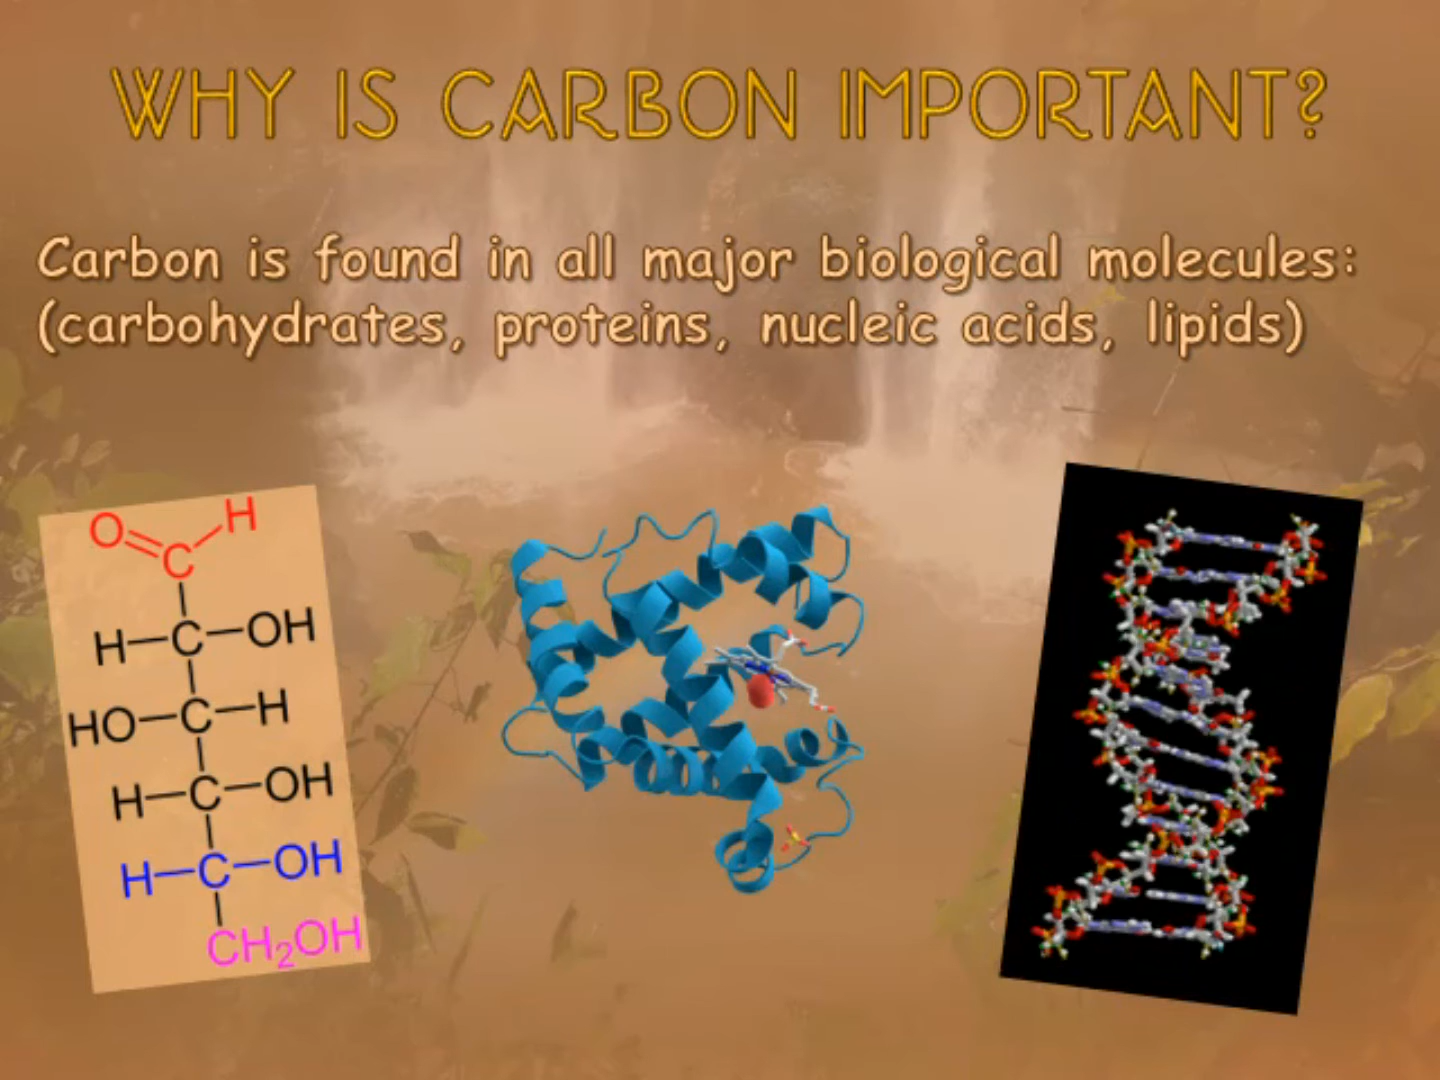 WHY IS CARBON IMPORTANT?
Carbon is found in all major biological molecules:
(carbohydrates, proteins, nucleic acids, lipids)
O H
C
H C OH
HO C H
H C OH
H C OH
CH₂OH